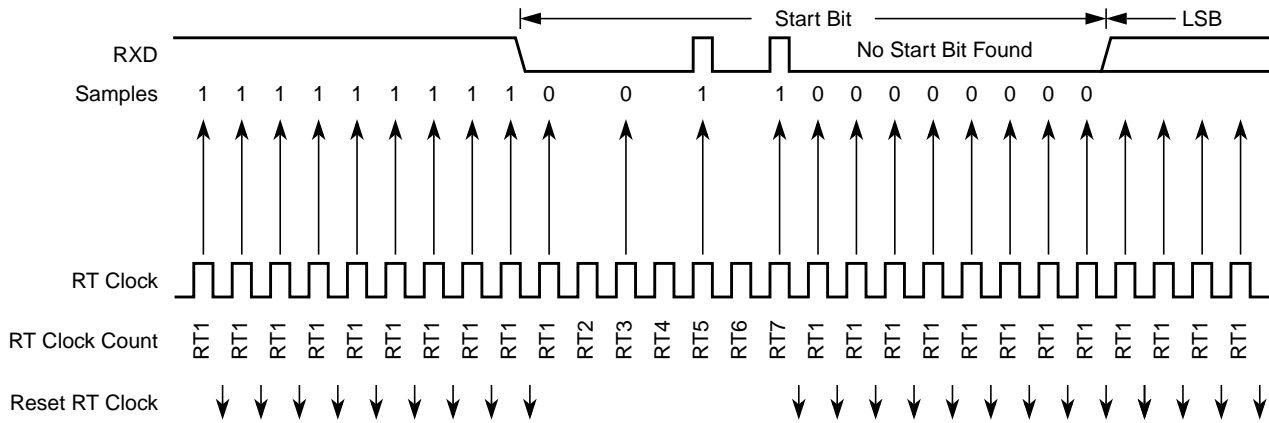 Start Bit LSB
RXD No Start Bit Found
Samples 1 1 1 1 1 1 1 1 1 0 0 1 1 0 0 0 0 0 0 0 0
RT Clock
RT Clock Count RT1 RT1 RT1 RT1 RT1 RT1 RT1 RT1 RT1 RT1 RT2 RT3 RT4 RT5 RT6 RT7 RT1 RT1 RT1 RT1 RT1 RT1 RT1 RT1 RT1 RT1 RT1 RT1
Reset RT Clock